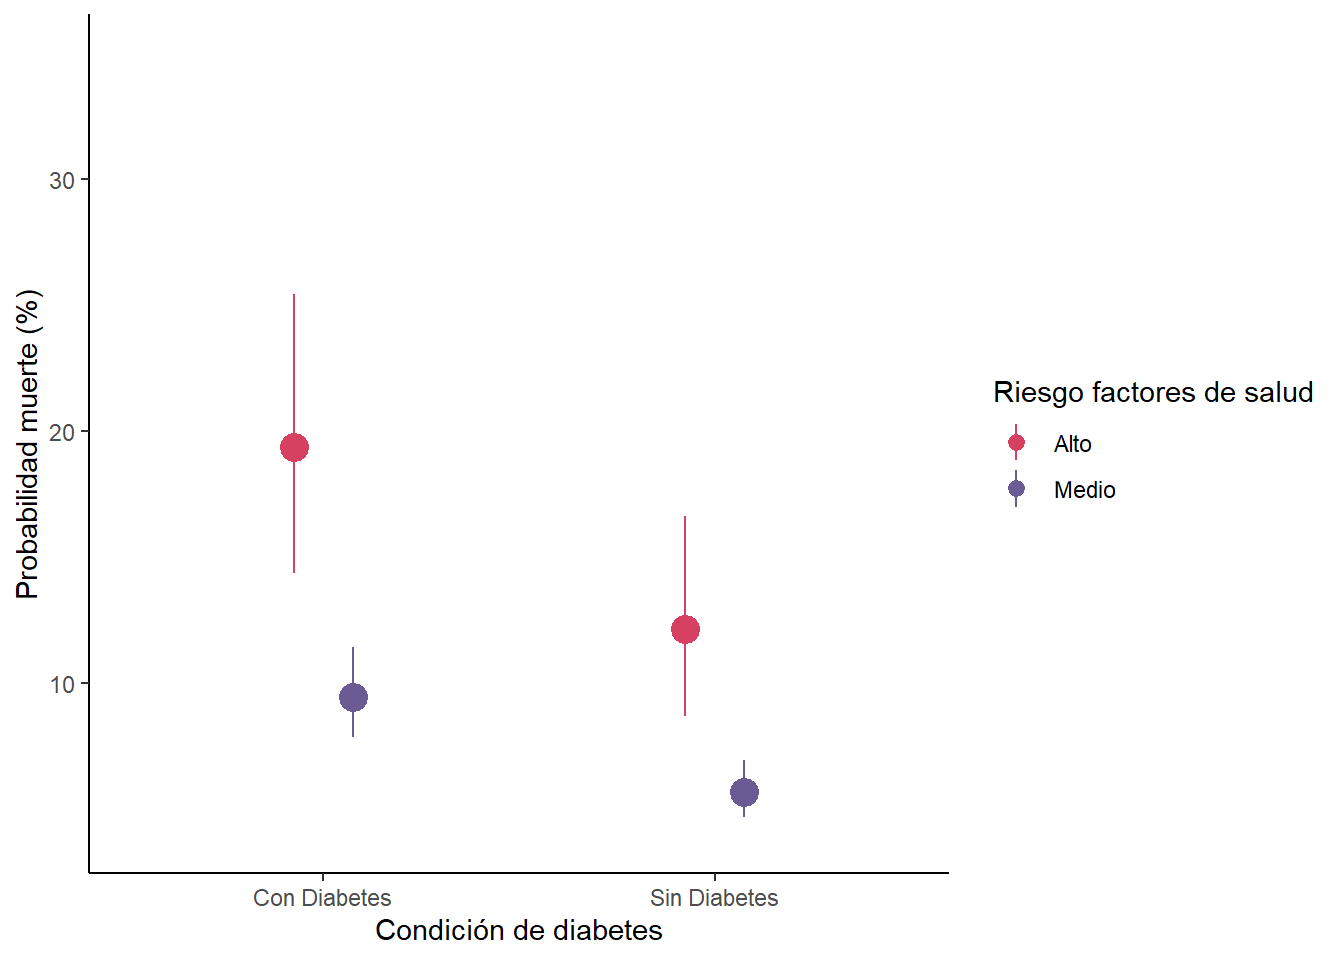 Probabilidad muerte (%)
30
20
10
Con Diabetes
Sin Diabetes
Condición de diabetes
Riesgo factores de salud
Alto
Medio